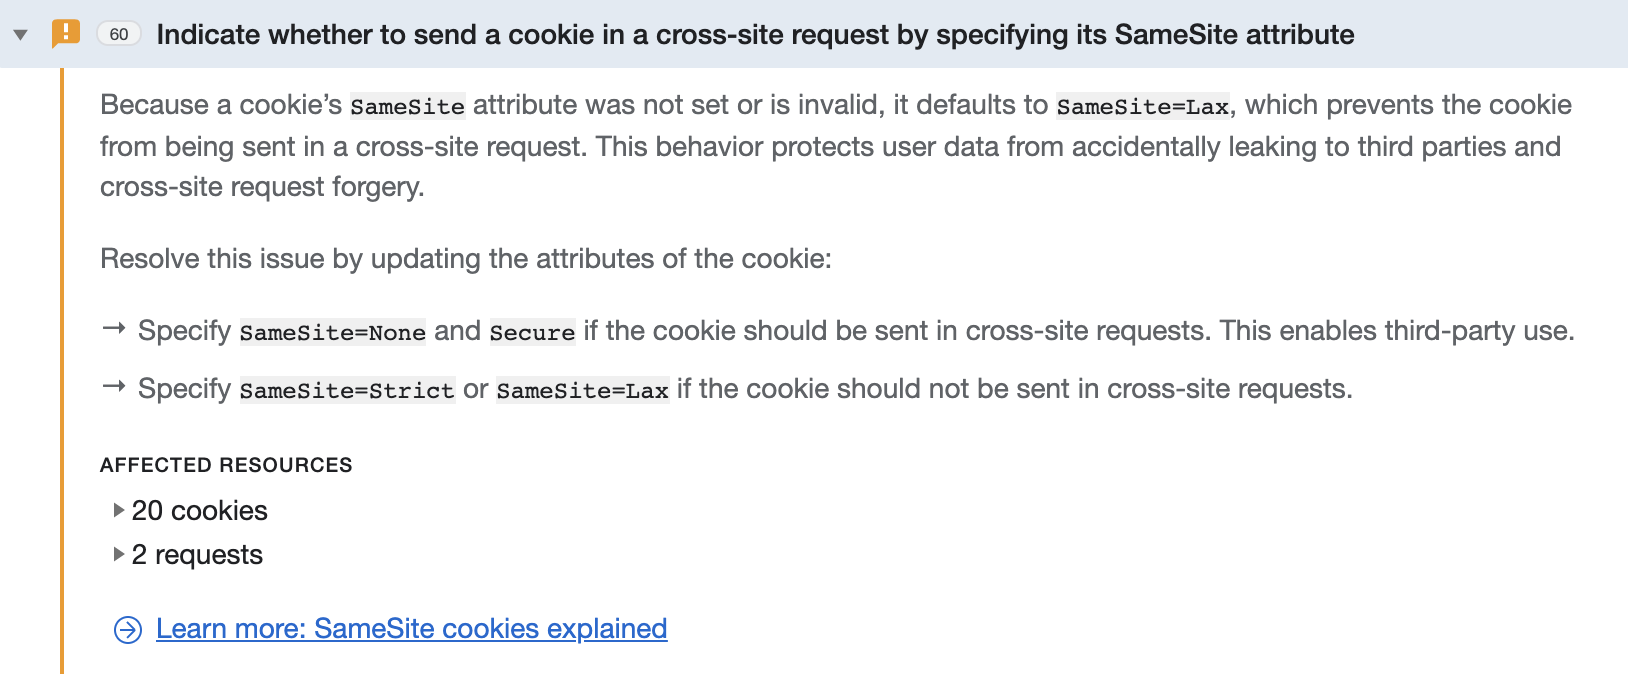 60 Indicate whether to send a cookie in a cross-site request by specifying its SameSite attribute
Because a cookie’s SameSite attribute was not set or is invalid, it defaults to SameSite=Lax, which prevents the cookie
from being sent in a cross-site request. This behavior protects user data from accidentally leaking to third parties and
cross-site request forgery.
Resolve this issue by updating the attributes of the cookie:
→ Specify SameSite=None and Secure if the cookie should be sent in cross-site requests. This enables third-party use.
→ Specify SameSite=Strict or SameSite=Lax if the cookie should not be sent in cross-site requests.
AFFECTED RESOURCES
20 cookies
2 requests
Learn more: SameSite cookies explained